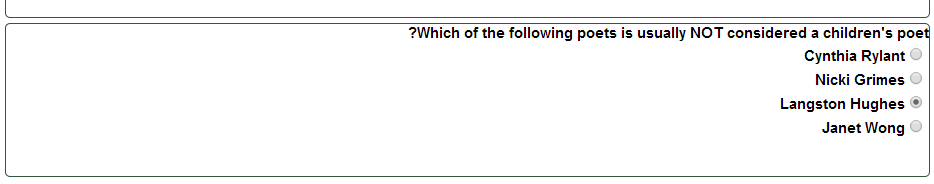 ?Which of the following poets is usually NOT considered a children's poet
Cynthia Rylant
Nicki Grimes
Langston Hughes
Janet Wong